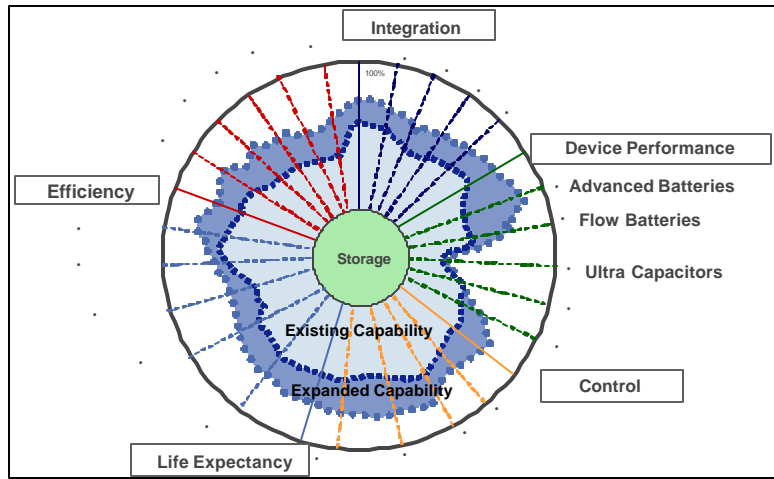 Integration
100%
Device Performance
Advanced Batteries
Efficiency
Flow Batteries
Storage
Ultra Capacitors
Existing Capability
Control
Expanded Capability
Life Expectancy